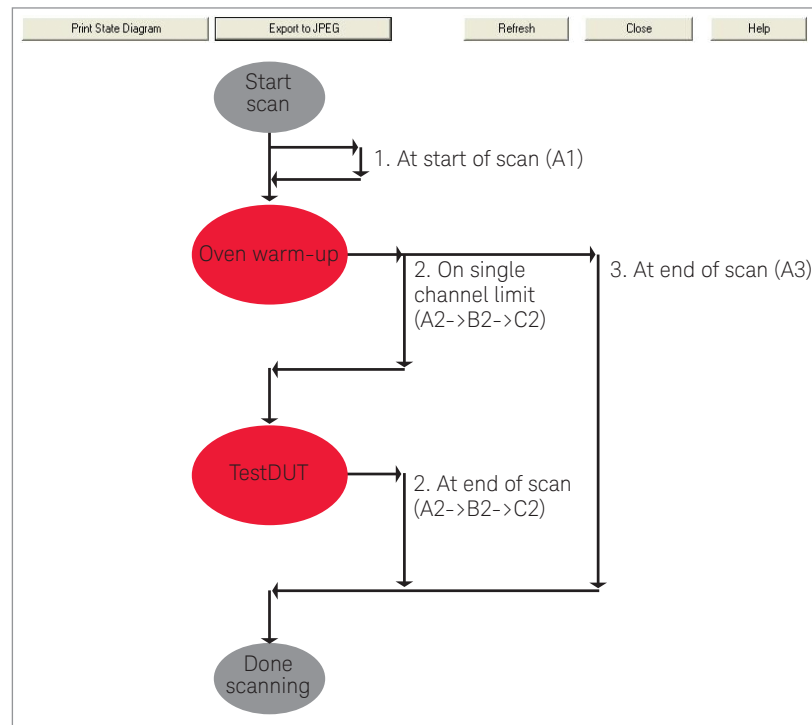 Print State Diagram
Export to JPEG
Refresh
Close
Help
Start
scan
1. At start of scan (A1)
Oven warm-up
2. On single
channel limit
(A2->B2->C2)
3. At end of scan (A3)
TestDUT
2. At end of scan
(A2->B2->C2)
Done
scanning